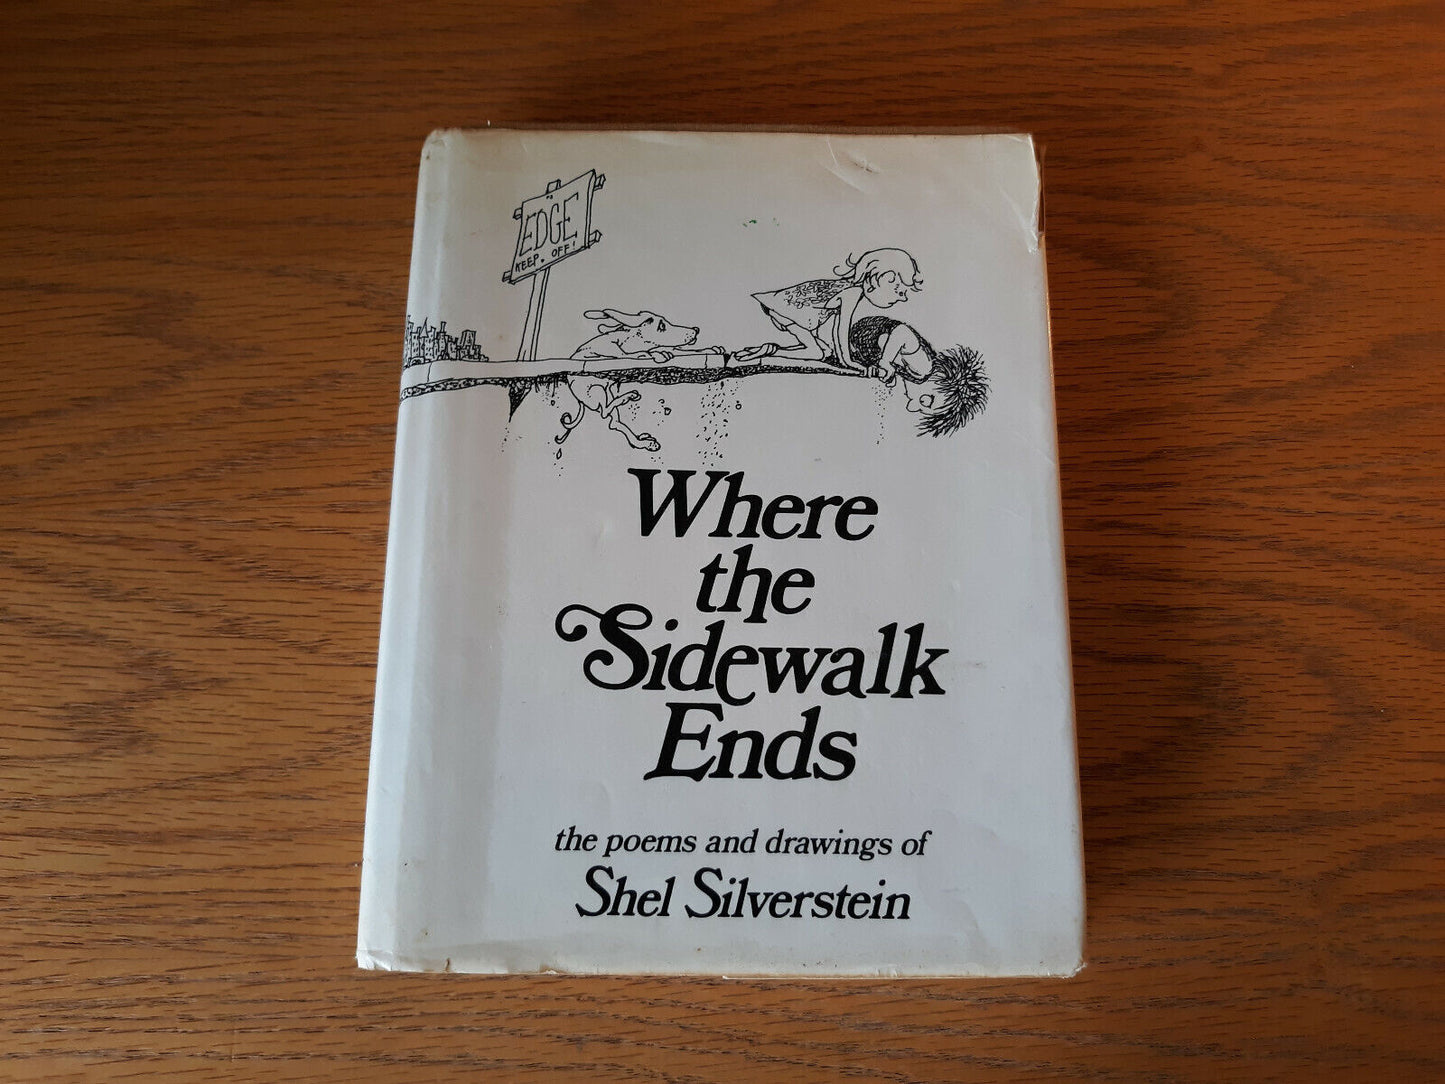 EDGE
KEEP. OFF!
Where
the
Sidewalk
Ends
the poems and drawings of
Shel Silverstein